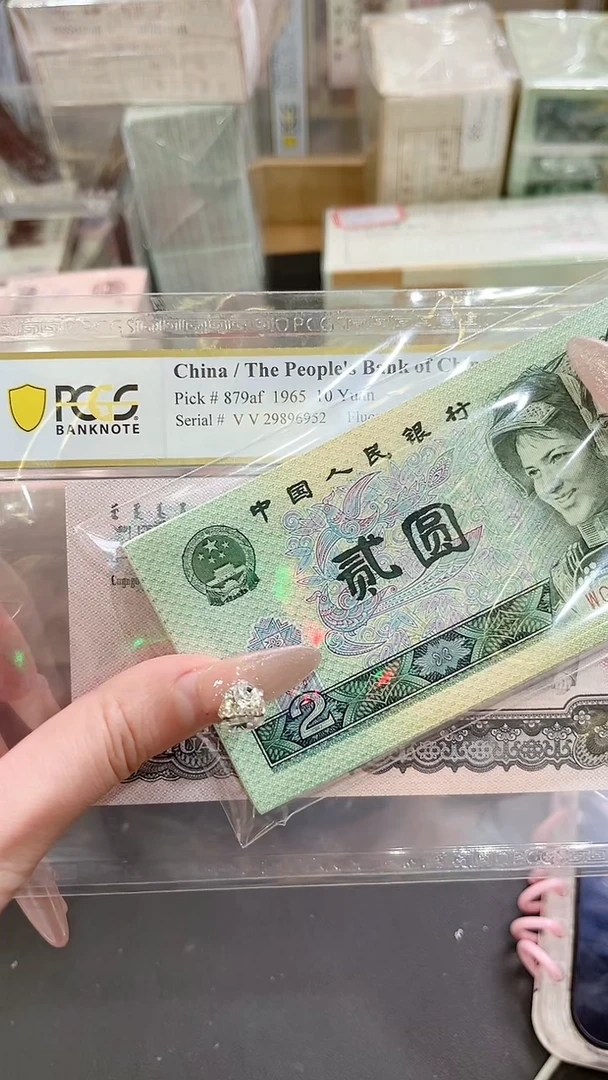 PCGS
BANKNOTE
China / The People's Bank of Ch
Pick # 879af 1965 10 Yuan
Serial # V V 29896952 Fluo
中国人民银行
贰圆
2